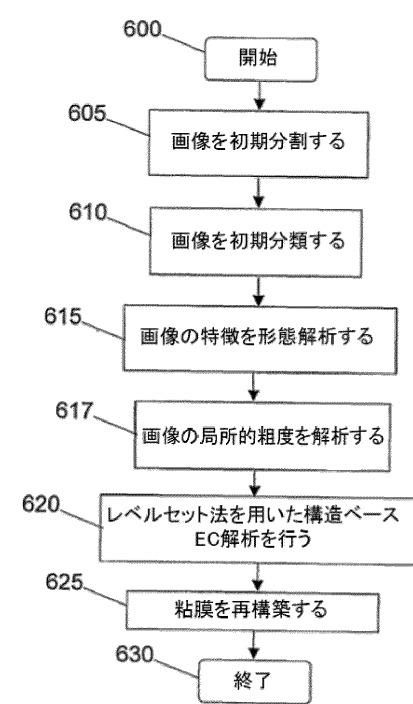 600
開始
605
画像を初期分割する
610
画像を初期分類する
615
画像の特徴を形態解析する
617
画像の局所的粗度を解析する
620
レベルセット法を用いた構造ベース
EC解析を行う
625
粘膜を再構築する
630
終了